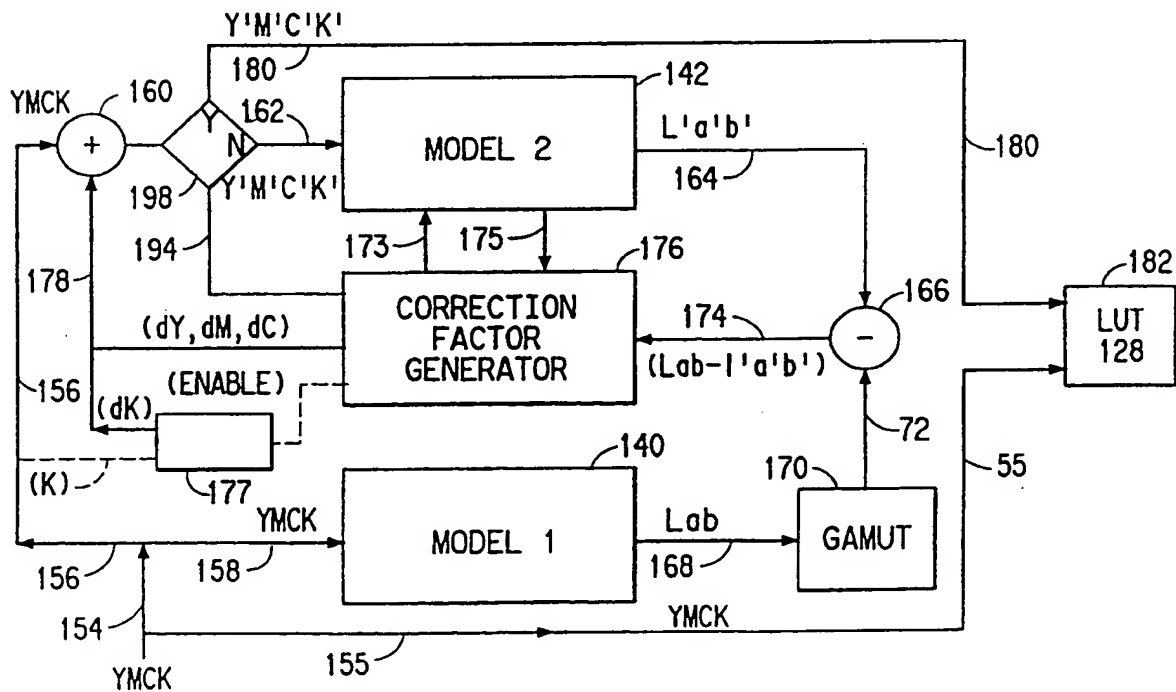 Y'M'C'K'
180
142
YMCK
160
162
Y
N
MODEL 2
L'a'b'
164
180
198
Y'M'C'K'
194
173
175
176
182
178
CORRECTION
FACTOR
GENERATOR
174
166
+
-
LUT
128
(dY,dM,dC)
(Lab-l'a'b')
156
(ENABLE)
(dK)
72
140
170
55
(K)
177
YMCK
MODEL 1
Lab
GAMUT
156
158
168
154
YMCK
155
YMCK